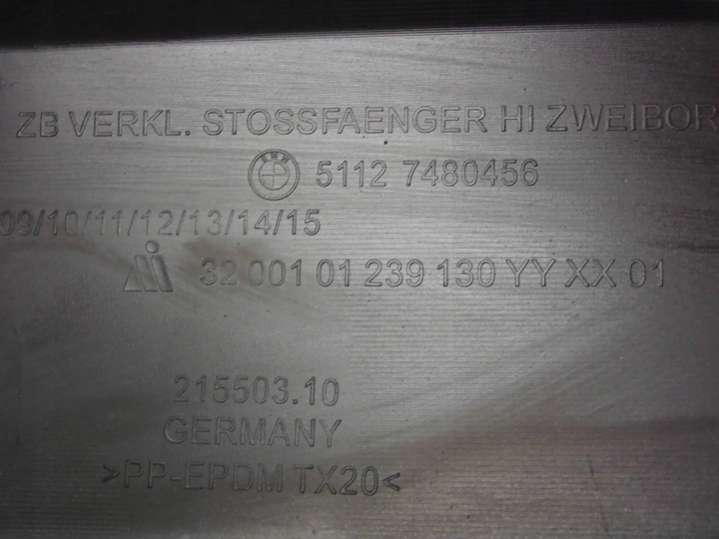 ZB VERKL. STOSSFAENGER HI ZWEIBOR
BMW 5112 7480456
09/10/11/12/13/14/15
32 001 01 239 130 YY XX 01
215503.10
GERMANY
>PP-EPDM TX20<